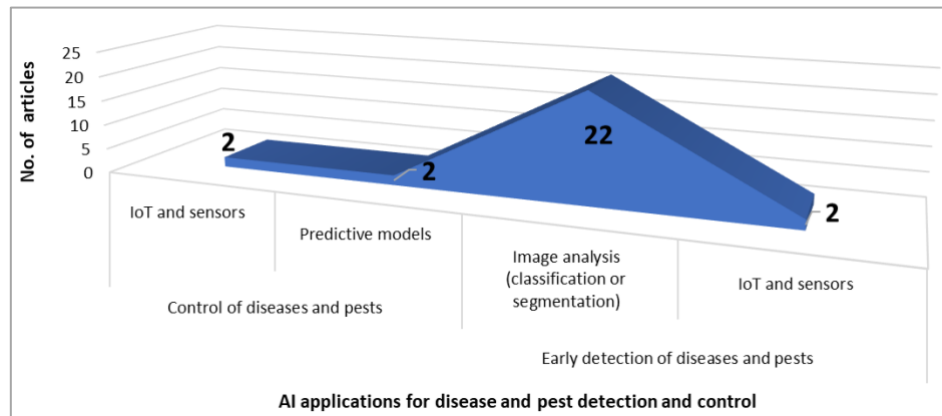 No. of articles
25
20
15
10
5
0
2
2
22
2
IoT and sensors
Predictive models
Image analysis
(classification or
segmentation)
IoT and sensors
Control of diseases and pests
Early detection of diseases and pests
AI applications for disease and pest detection and control